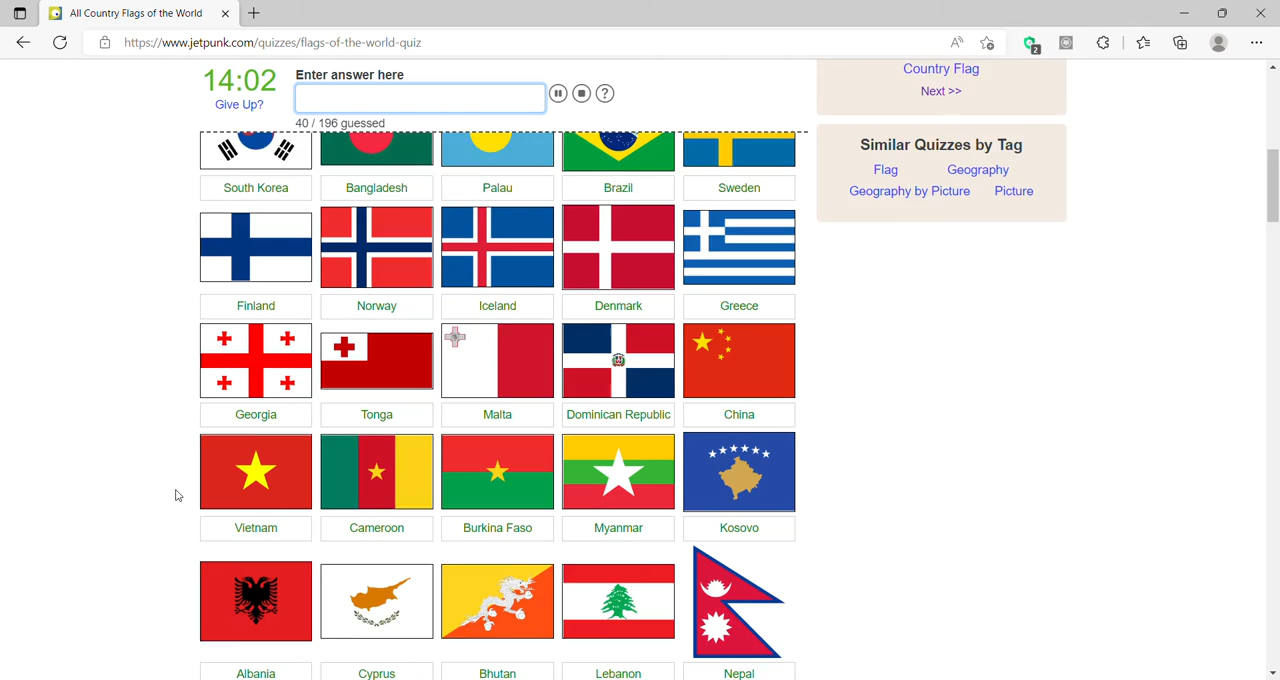 All Country Flags of the World
https://www.jetpunk.com/quizzes/flags-of-the-world-quiz
2
14:02
Give Up?
Enter answer here
40 / 196 guessed
Country Flag
Next >>
Similar Quizzes by Tag
Flag Geography
Geography by Picture Picture
South Korea Bangladesh Palau Brazil Sweden
Finland Norway Iceland Denmark Greece
Georgia Tonga Malta Dominican Republic China
Vietnam Cameroon Burkina Faso Myanmar Kosovo
Albania Cyprus Bhutan Lebanon Nepal